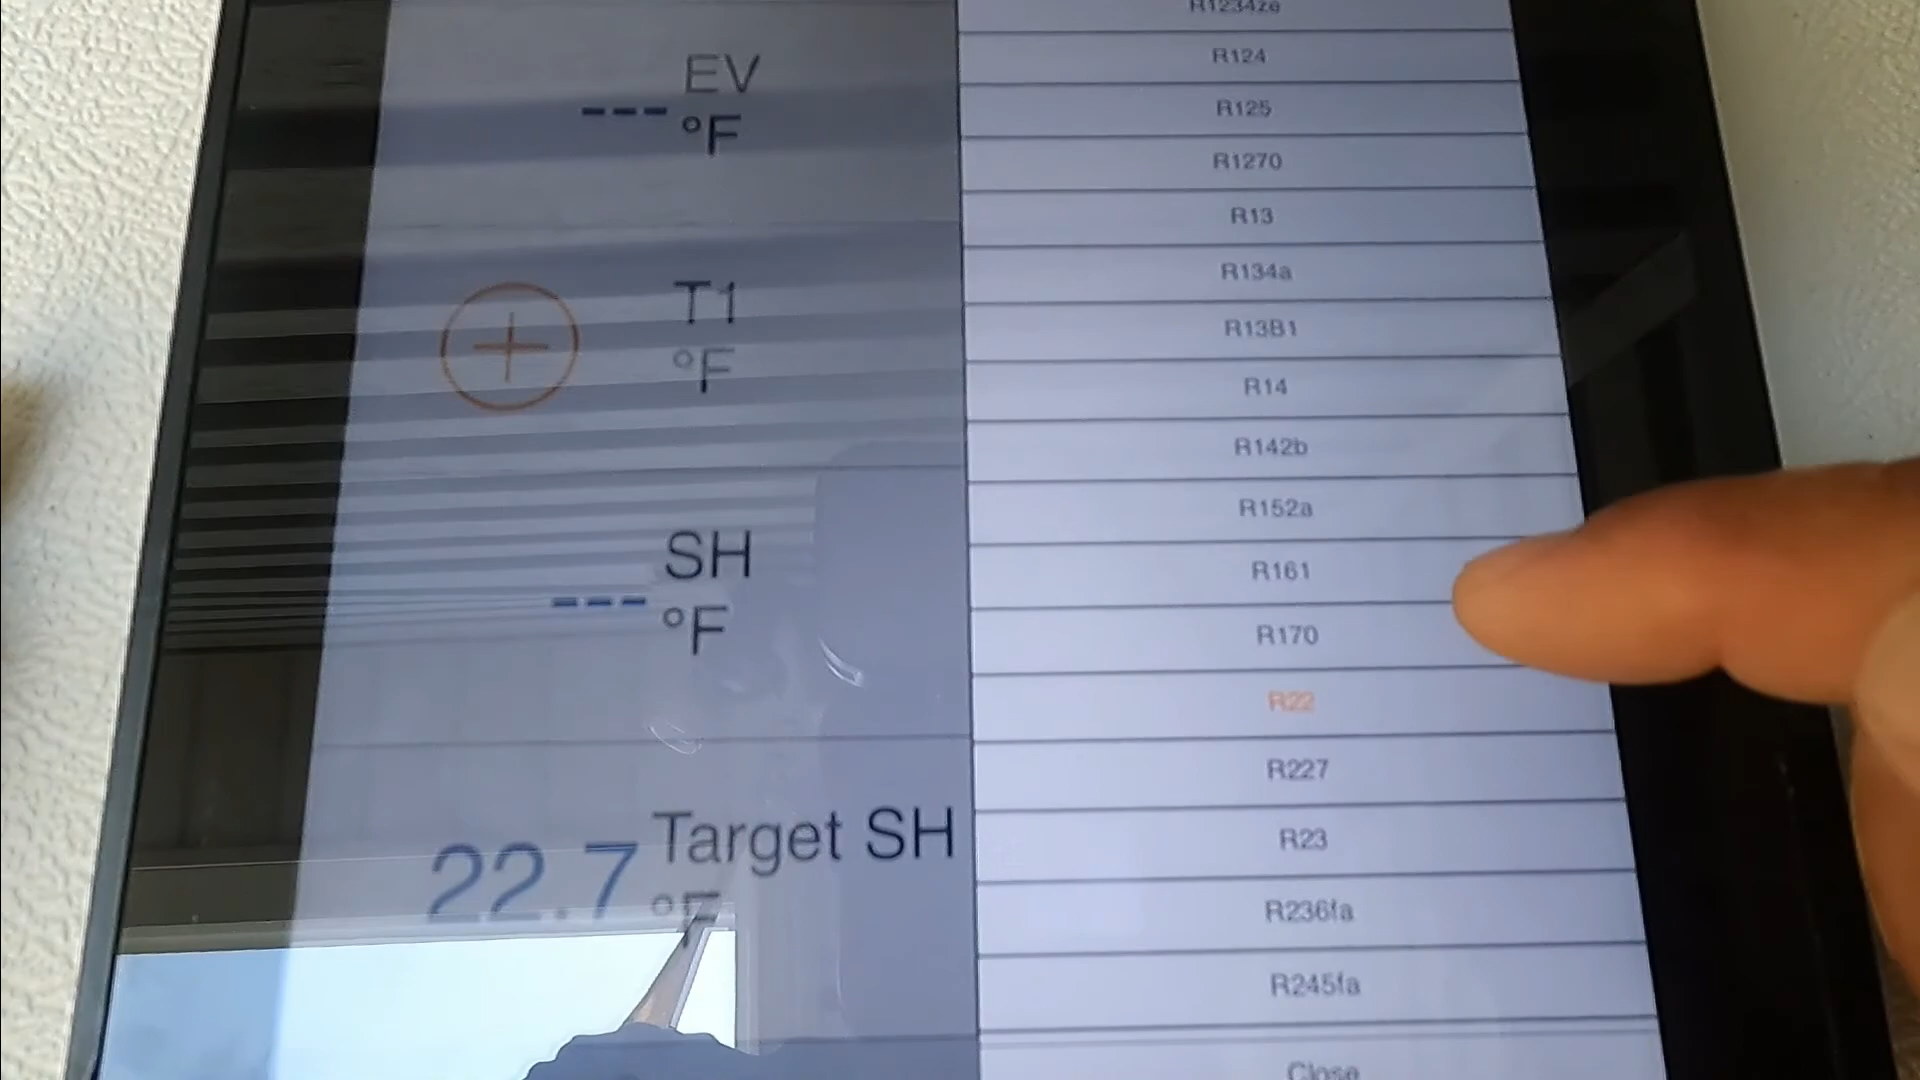 EV
--- °F
T1
°F
SH
--- °F
Target SH
22.7 °F
R1234ze
R124
R125
R1270
R13
R134a
R13B1
R14
R142b
R152a
R161
R170
R22
R227
R23
R236fa
R245fa
Close